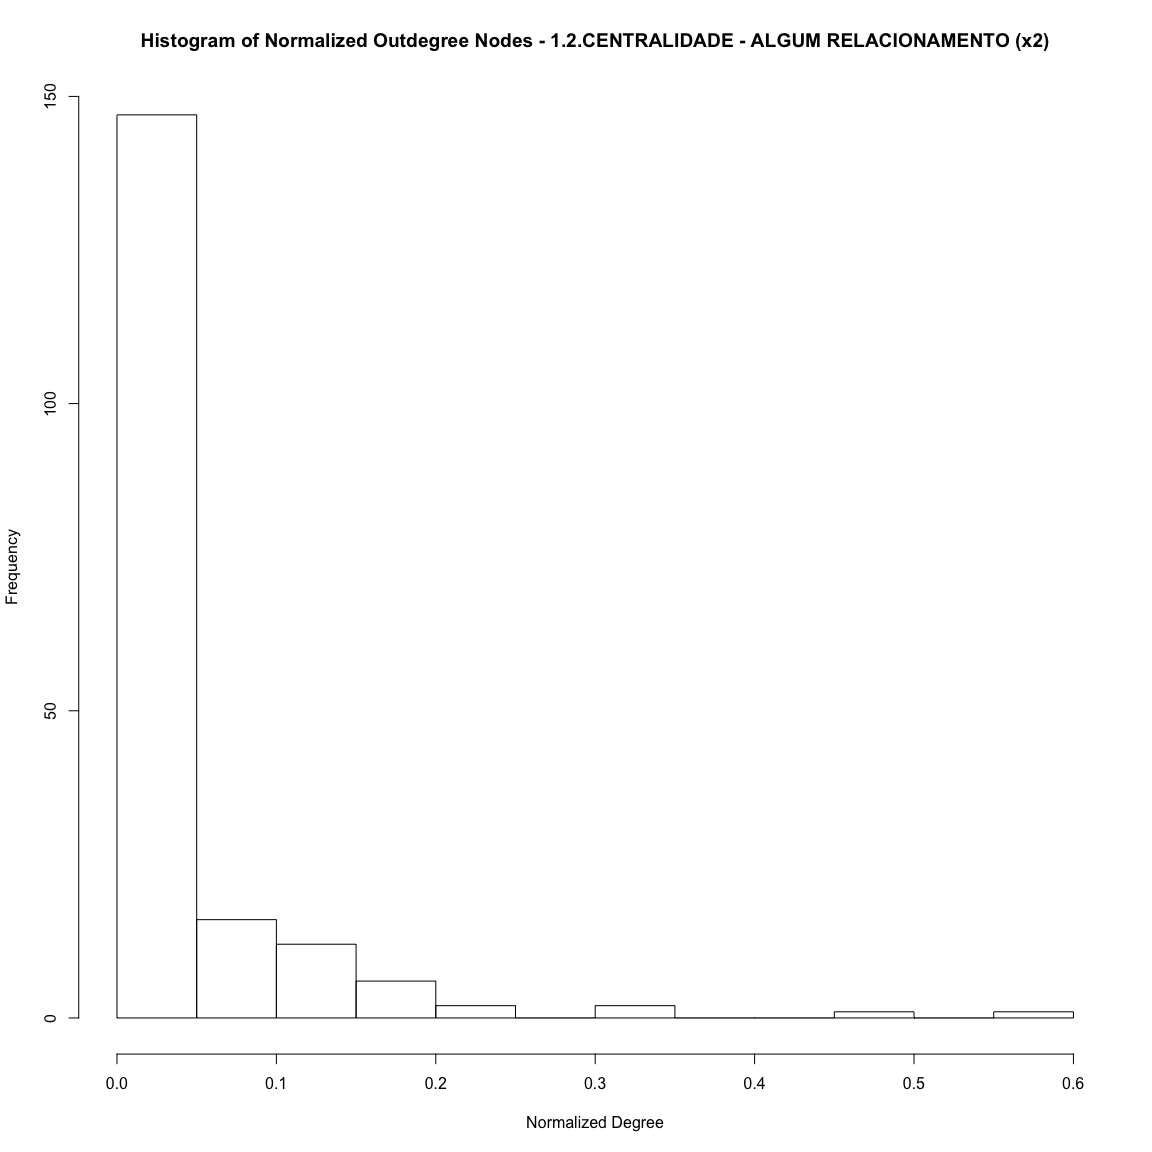 Histogram of Normalized Outdegree Nodes - 1.2.CENTRALIDADE - ALGUM RELACIONAMENTO (x2)
150
100
50
0
Frequency
0.0 0.1 0.2 0.3 0.4 0.5 0.6
Normalized Degree